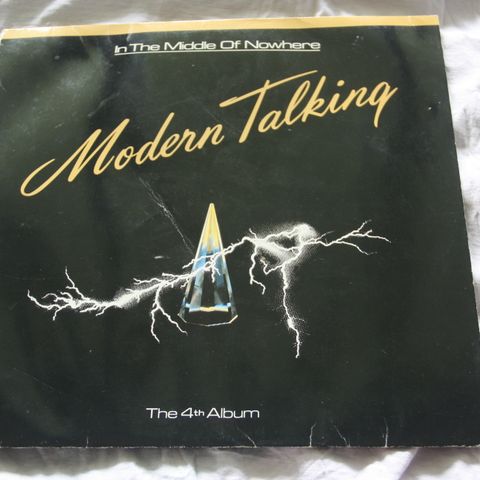 In The Middle Of Nowhere
Modern Talking
The 4th Album